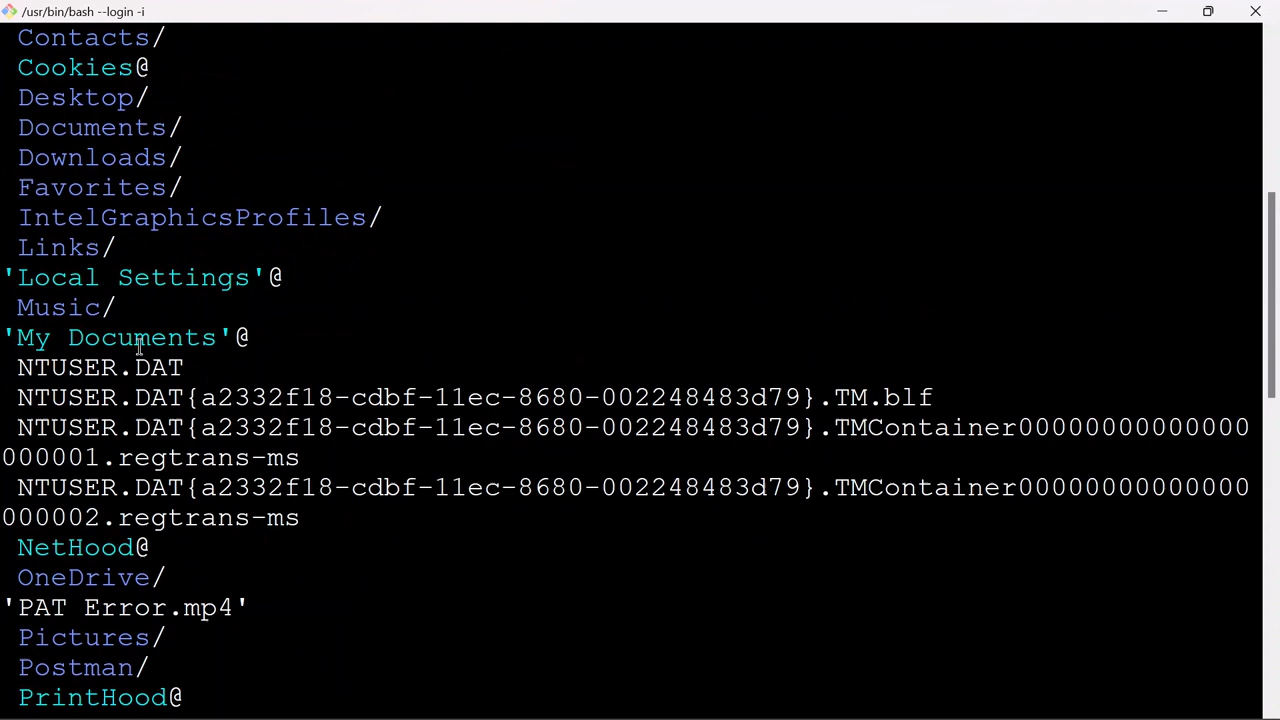 /usr/bin/bash --login -i
Contacts/
Cookies@
Desktop/
Documents/
Downloads/
Favorites/
IntelGraphicsProfiles/
Links/
'Local Settings'@
Music/
'My Documents'@
NTUSER.DAT
NTUSER.DAT{a2332f18-cdbf-11ec-8680-002248483d79}.TM.blf
NTUSER.DAT{a2332f18-cdbf-11ec-8680-002248483d79}.TMContainer00000000000000
000001.regtrans-ms
NTUSER.DAT{a2332f18-cdbf-11ec-8680-002248483d79}.TMContainer00000000000000
000002.regtrans-ms
NetHood@
OneDrive/
'PAT Error.mp4'
Pictures/
Postman/
PrintHood@